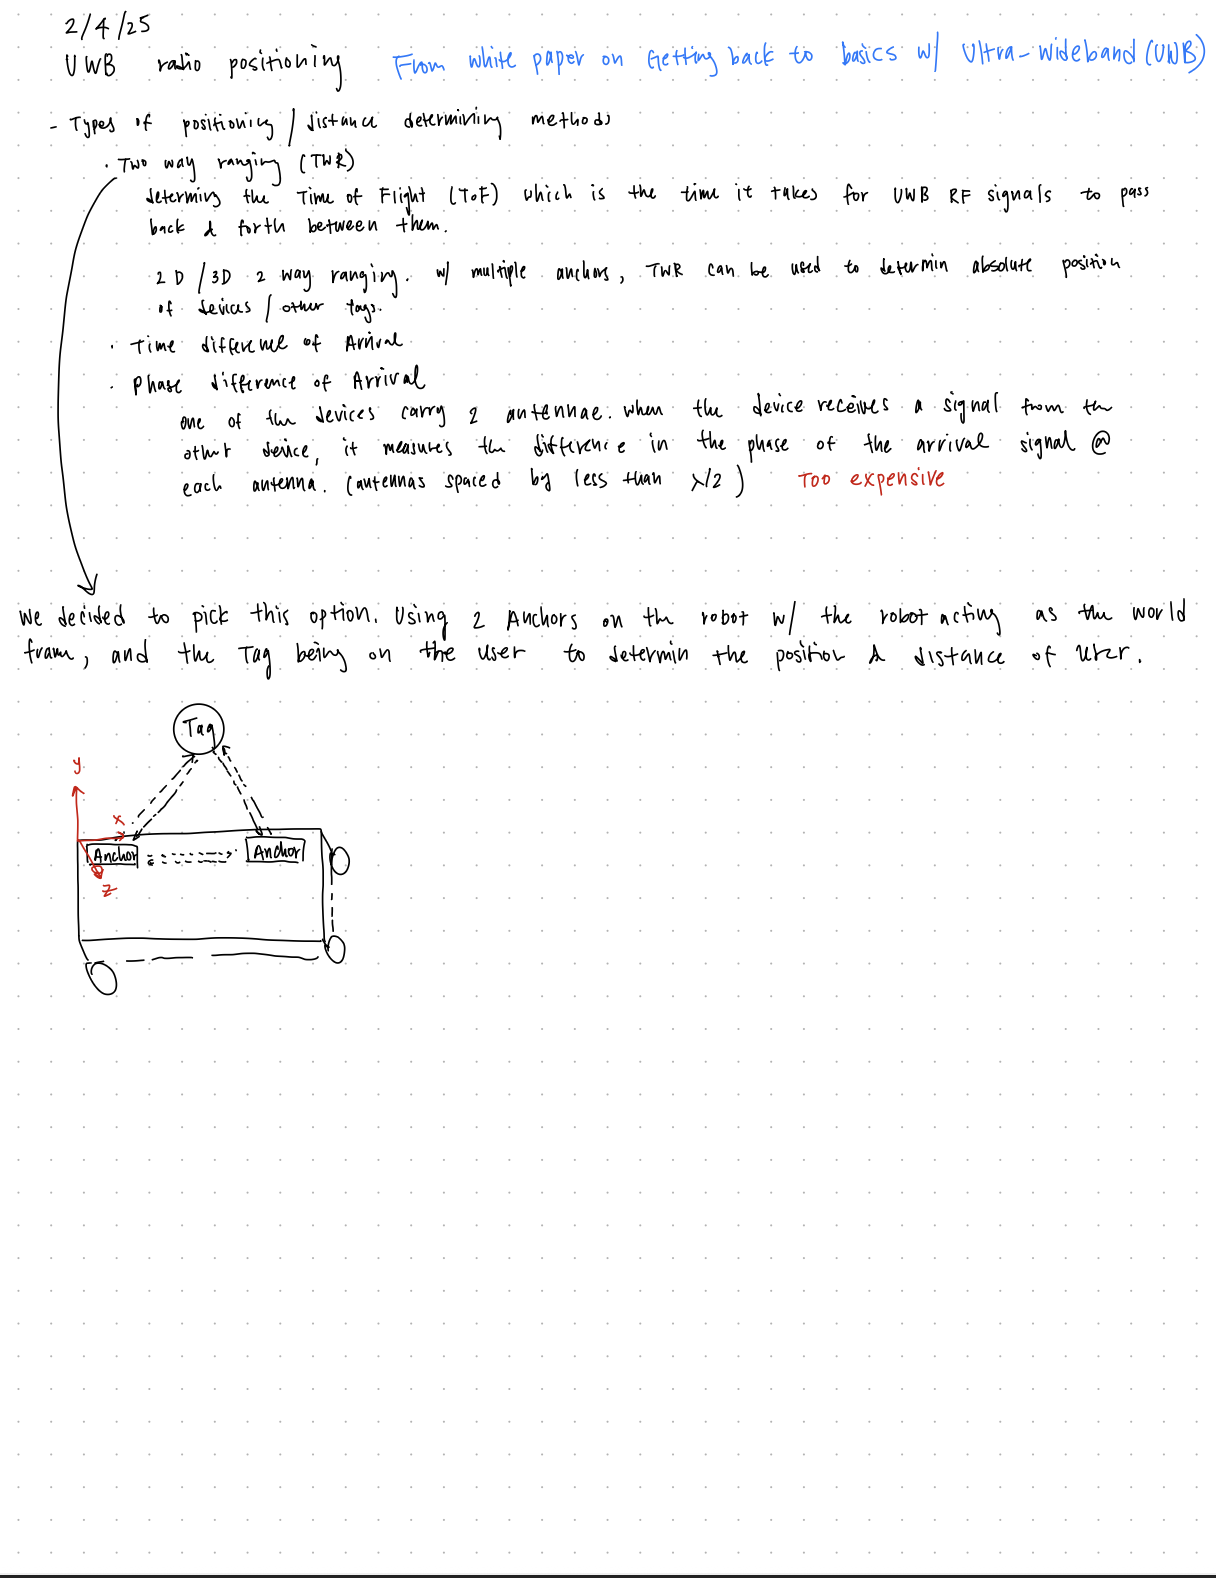 2/4/25
UWB radio positioning From white paper on Getting back to basics w/ Ultra-wideband (UWB)
- Types of positioning / distance determining methods
· Two way ranging (TWR)
determing the Time of Flight (ToF) which is the time it takes for UWB RF signals to pass
back & forth between them.
2D /3D 2 way ranging. w/ multiple anchors, TWR can be used to determin absolute position
of devices / other tags.
· Time difference of Arrival
· Phase difference of Arrival
one of the devices carry 2 antennae. when the device receives a signal from the
other device, it measures the difference in the phase of the arrival signal @
each antenna. (antennas spaced by less than λ/2) Too expensive
We decided to pick this option. Using 2 Anchors on the robot w/ the robot acting as the world
frame, and the Tag being on the user to determin the position & distance of user.
Tag
y
x
Anchor Anchor
z